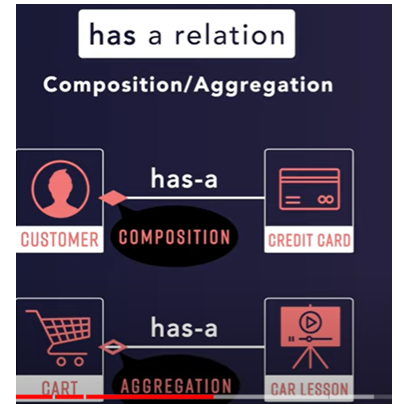 has a relation
Composition/Aggregation
has-a
CUSTOMER
COMPOSITION
CREDIT CARD
has-a
CART
AGGREGATION
CAR LESSON